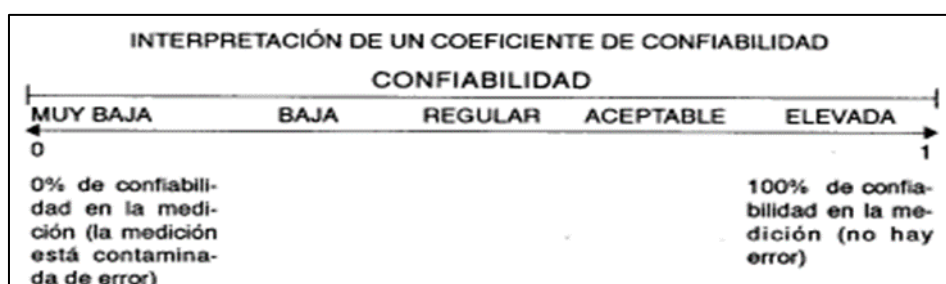 INTERPRETACIÓN DE UN COEFICIENTE DE CONFIABILIDAD
CONFIABILIDAD
MUY BAJA BAJA REGULAR ACEPTABLE ELEVADA
0 1
0% de confiabili-
dad en la medi-
ción (la medición
está contamina-
da de error)
100% de confia-
bilidad en la me-
dición (no hay
error)